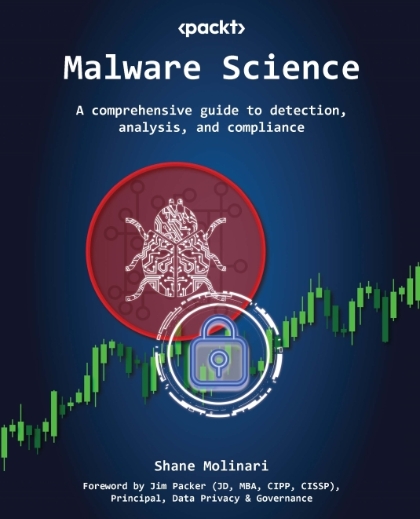 <packt>
Malware Science
A comprehensive guide to detection,
analysis, and compliance
Shane Molinari
Foreword by Jim Packer (JD, MBA, CIPP, CISSP),
Principal, Data Privacy & Governance